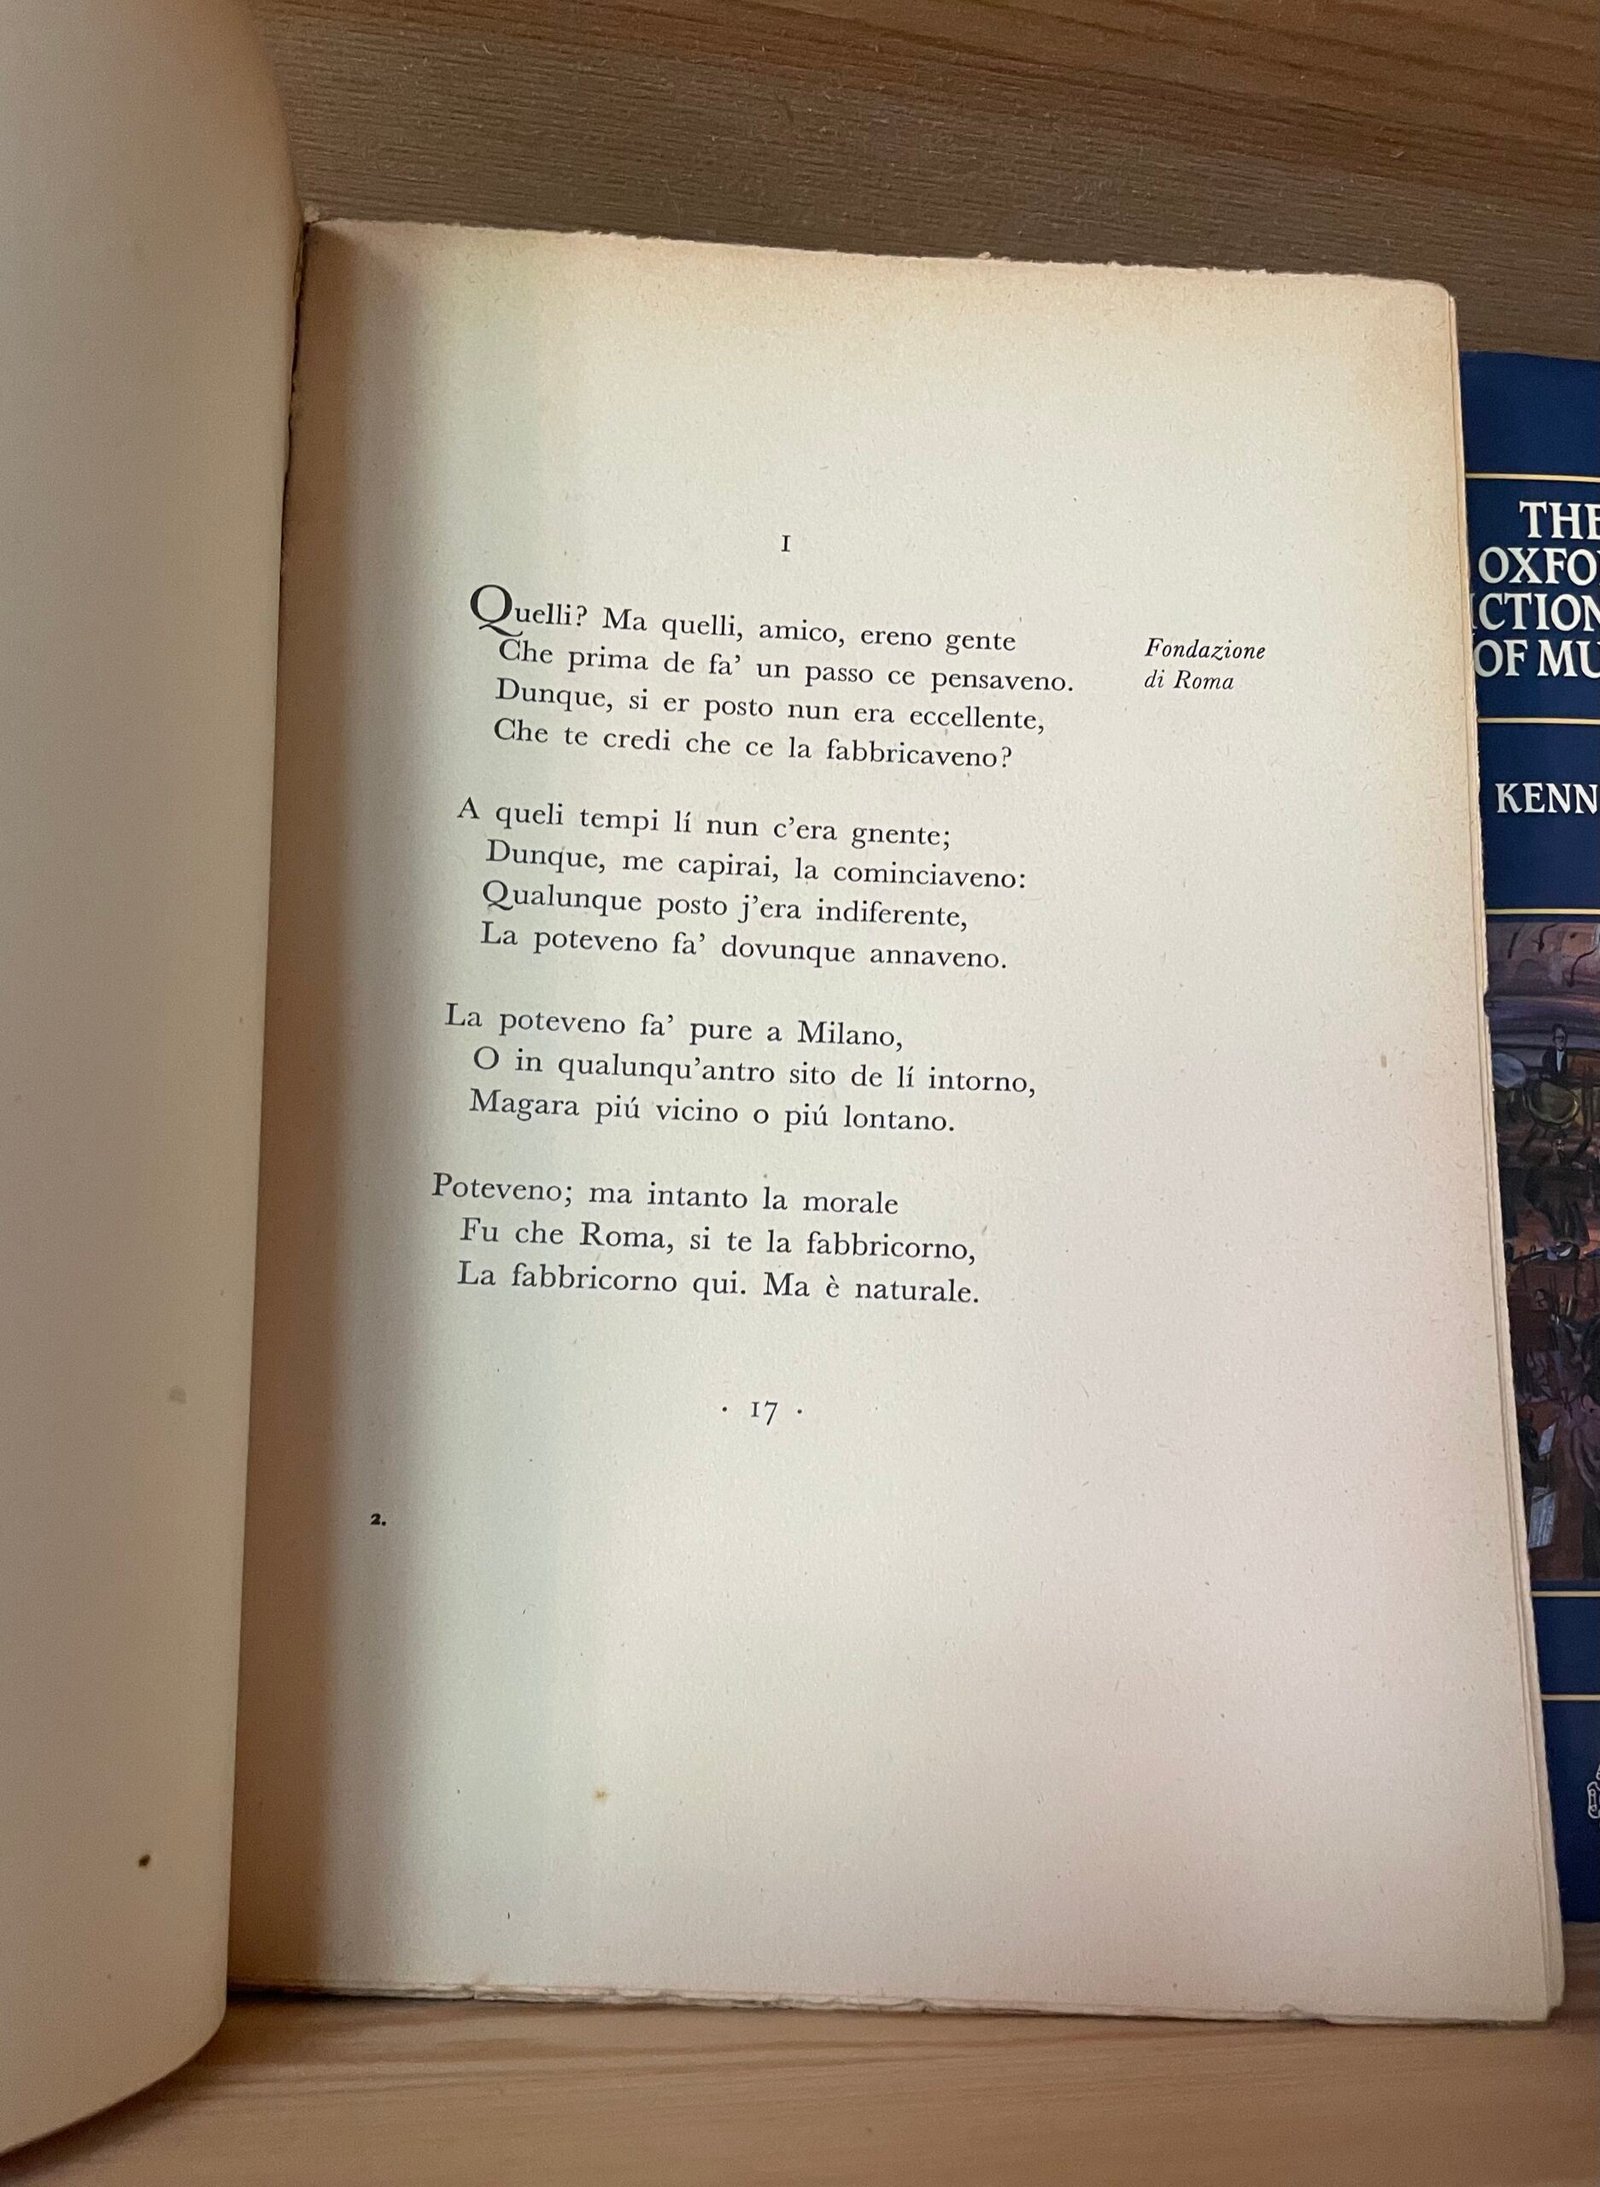 I
Quelli? Ma quelli, amico, ereno gente
Che prima de fa’ un passo ce pensaveno.
Dunque, si er posto nun era eccellente,
Che te credi che ce la fabbricaveno?
Fondazione
di Roma
A queli tempi lí nun c’era gnente;
Dunque, me capirai, la cominciaveno:
Qualunque posto j’era indiferente,
La poteveno fa’ dovunque annaveno.
La poteveno fa’ pure a Milano,
O in qualunqu’antro sito de lí intorno,
Magara piú vicino o piú lontano.
Poteveno; ma intanto la morale
Fu che Roma, si te la fabbricorno,
La fabbricorno qui. Ma è naturale.
· 17 ·
2.
THE
OXFO
ICTION
OF MU
KENN